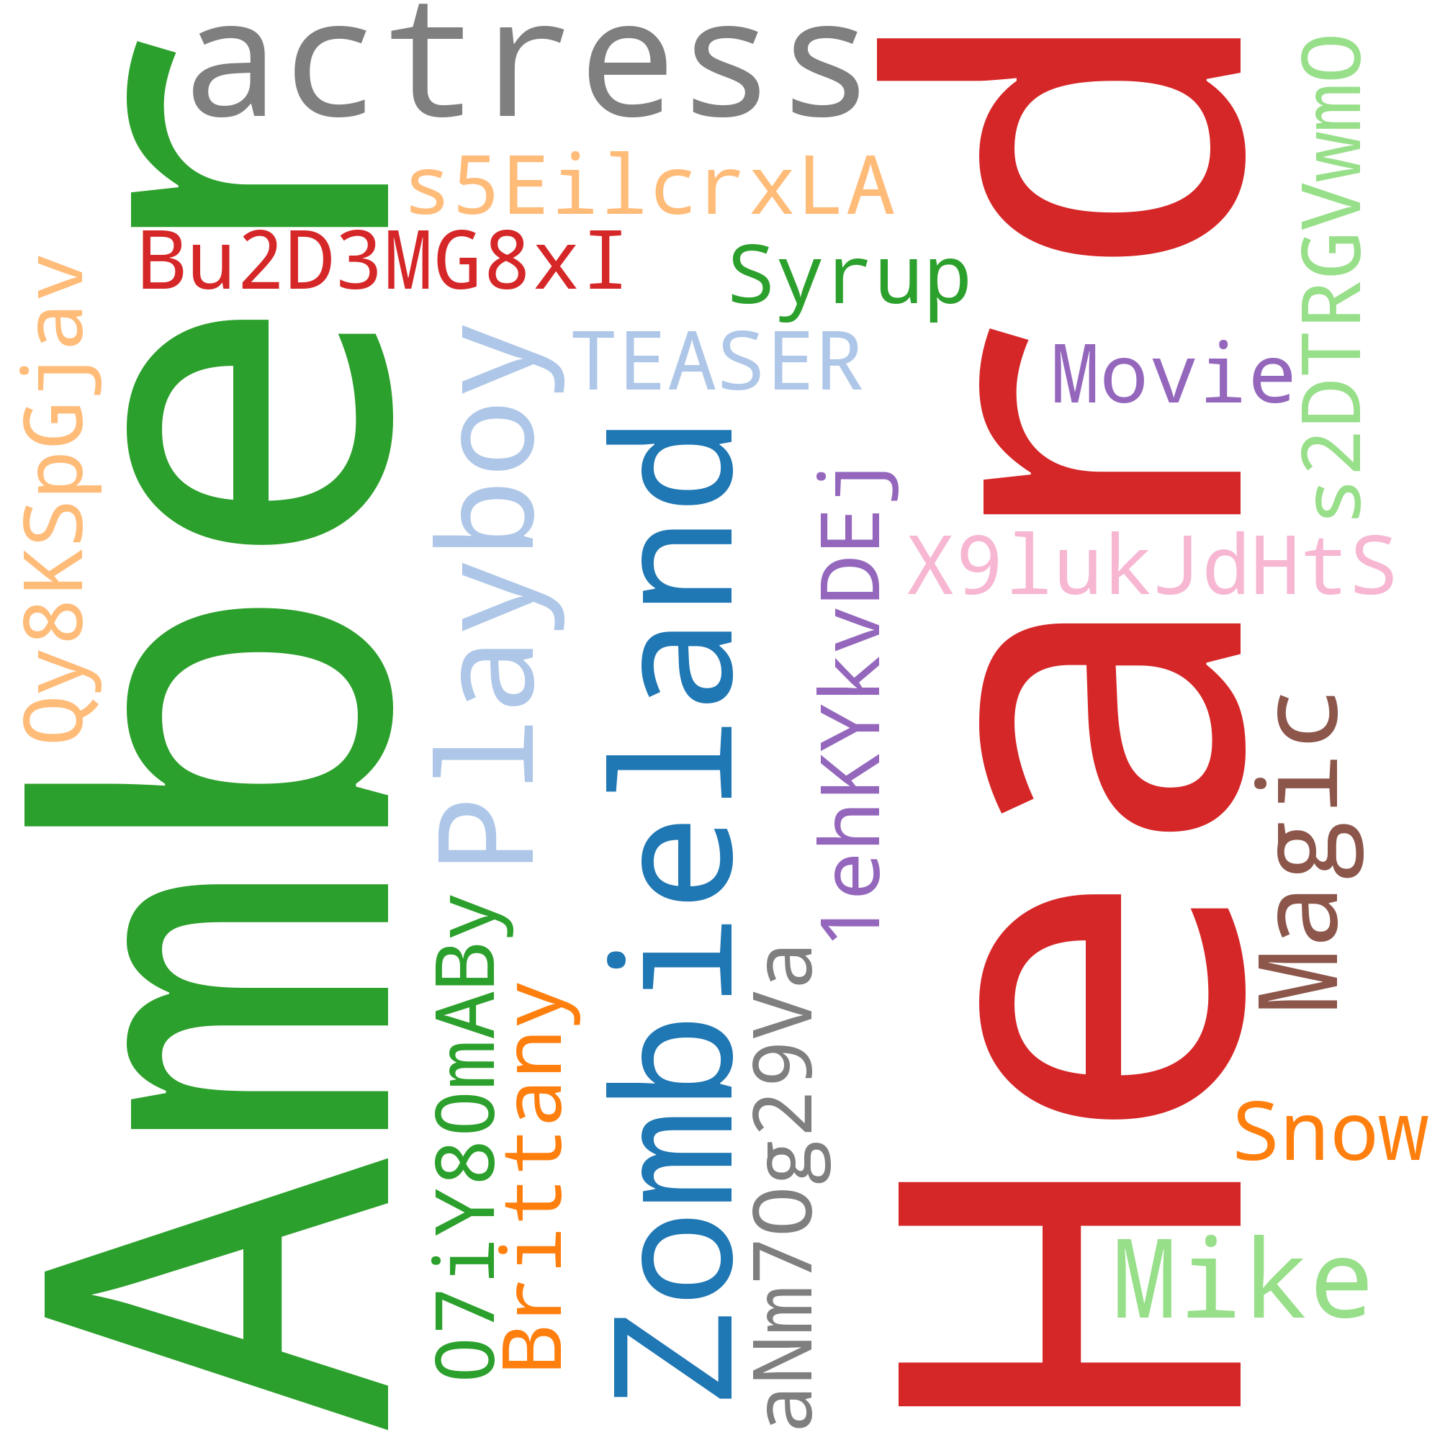 actress
Amber
Heard
s5EilcrxLA
Bu2D3MG8xI
Syrup
s2DTRGVwmO
Qy8KSpGjav
Playboy
TEASER
Movie
Zombieland
1ehKYkvDEj
X9lukJdHtS
Magic
O7iY80mABy
Brittany
aNm7Og29Va
Snow
Mike